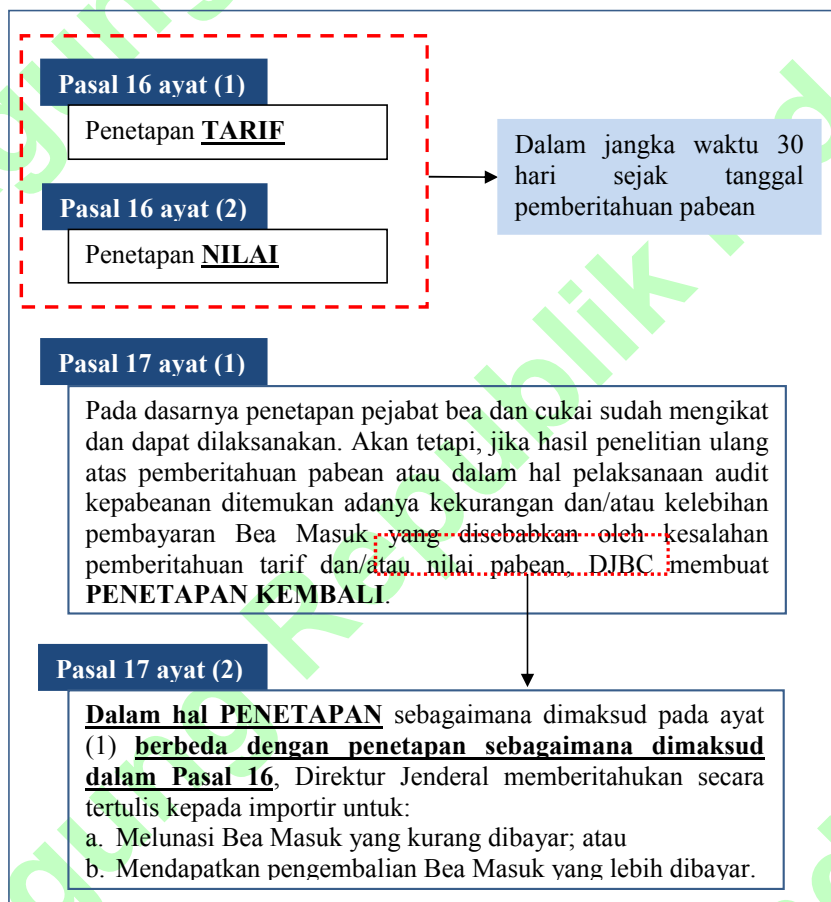 Pasal 16 ayat (1)
Penetapan TARIF
Pasal 16 ayat (2)
Penetapan NILAI
Dalam jangka waktu 30
hari sejak tanggal
pemberitahuan pabean
Pasal 17 ayat (1)
Pada dasarnya penetapan pejabat bea dan cukai sudah mengikat
dan dapat dilaksanakan. Akan tetapi, jika hasil penelitian ulang
atas pemberitahuan pabean atau dalam hal pelaksanaan audit
kepabeanan ditemukan adanya kekurangan dan/atau kelebihan
pembayaran Bea Masuk yang disebabkan oleh kesalahan
pemberitahuan tarif dan/atau nilai pabean, DJBC membuat
PENETAPAN KEMBALI.
Pasal 17 ayat (2)
Dalam hal PENETAPAN sebagaimana dimaksud pada ayat
(1) berbeda dengan penetapan sebagaimana dimaksud
dalam Pasal 16, Direktur Jenderal memberitahukan secara
tertulis kepada importir untuk:
a. Melunasi Bea Masuk yang kurang dibayar; atau
b. Mendapatkan pengembalian Bea Masuk yang lebih dibayar.
Republik